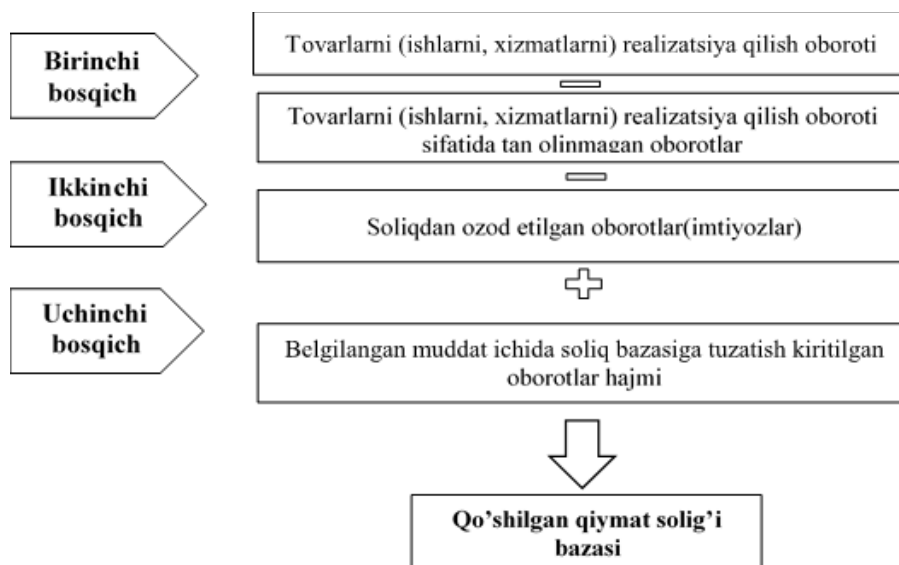 Birinchi
bosqich
Tovarlarni (ishlarni, xizmatlarni) realizatsiya qilish oboroti
Tovarlarni (ishlarni, xizmatlarni) realizatsiya qilish oboroti
sifatida tan olinmagan oborotlar
Ikkinchi
bosqich
Soliqdan ozod etilgan oborotlar(imtiyozlar)
Uchinchi
bosqich
Belgilangan muddat ichida soliq bazasiga tuzatish kiritilgan
oborotlar hajmi
Qo’shilgan qiymat solig’i
bazasi